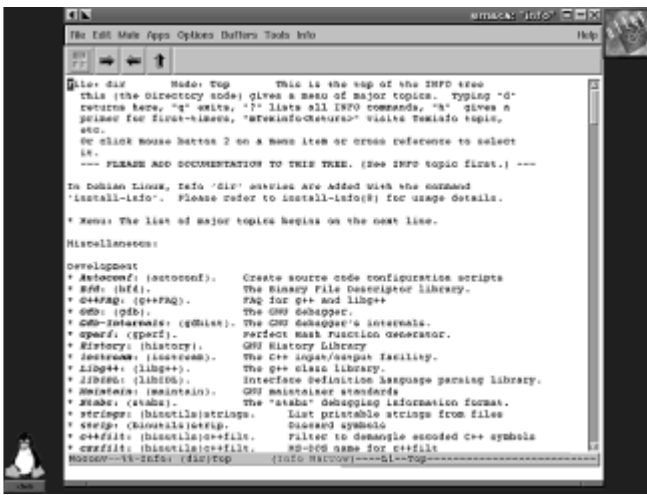 emacs: "info"
File Edit Mule Apps Options Buffers Tools Info Help
File: dir Node: Top This is the top of the INFO tree
This (the Directory node) gives a menu of major topics. Typing "d"
returns here, "q" exits, "?" lists all INFO commands, "h" gives a
primer for first-timers, "mTexinfo<Return>" visits Texinfo topic,
etc.
Or click mouse button 2 on a menu item or cross reference to select
it.
--- PLEASE ADD DOCUMENTATION TO THIS TREE. (See INFO topic first.) ---
In Debian Linux, Info 'dir' entries are added with the command
'install-info'. Please refer to install-info(8) for usage details.
* Menu: The list of major topics begins on the next line.
Miscellaneous:
Development
* Autoconf: (autoconf). Create source code configuration scripts
* Bfd: (bfd). The Binary File Descriptor library.
* G++FAQ: (g++FAQ). FAQ for g++ and libg++
* Gdb: (gdb). The GNU debugger.
* Gdb-Internals: (gdbint). The GNU debugger's internals.
* Gperf: (gperf). Perfect Hash Function Generator.
* History: (history). GNU History Library
* Iostream: (iostream). The C++ input/output facility.
* Libg++: (libg++). The g++ class library.
* libIDL: (libIDL). Interface Definition Language parsing library.
* Maintain: (maintain). GNU maintainer standards
* Stabs: (stabs). The "stabs" debugging information format.
* strings: (binutils)strings. List printable strings from files
* strip: (binutils)strip. Discard symbols
* c++filt: (binutils)c++filt. Filter to demangle encoded C++ symbols
* cxxfilt: (binutils)c++filt. MS-DOS name for c++filt
Noconv--%%-Info: (dir)Top (Info Narrow)----L1--Top----